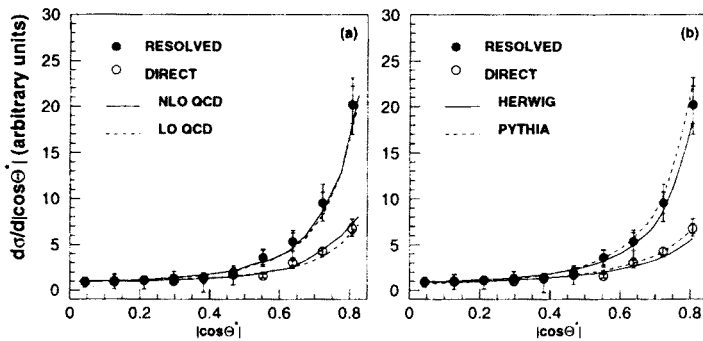 (a)
RESOLVED
DIRECT
NLO QCD
LO QCD
dσ/d|cosΘ*| (arbitrary units)
30
25
20
15
10
5
0
0 0.2 0.4 0.6 0.8
|cosΘ*|
(b)
RESOLVED
DIRECT
HERWIG
PYTHIA
30
25
20
15
10
5
0
0 0.2 0.4 0.6 0.8
|cosΘ*|